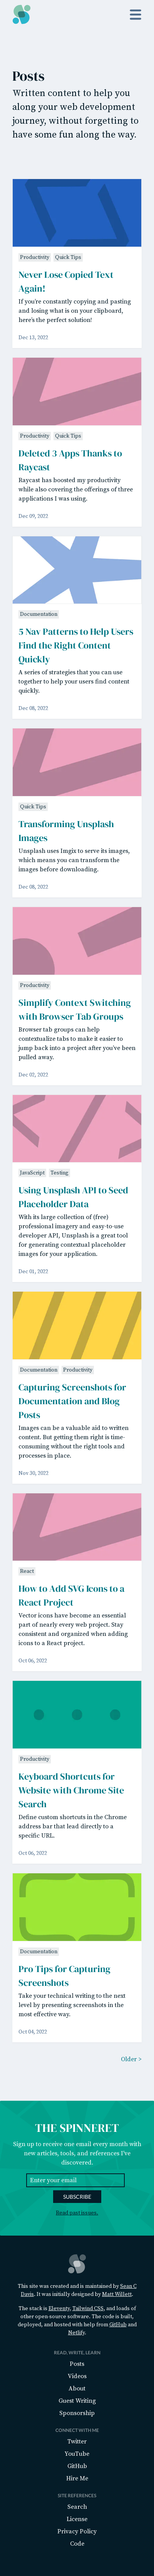 Posts
Written content to help you
along your web development
journey, without forgetting to
have some fun along the way.
Productivity Quick Tips
Never Lose Copied Text
Again!
If you're constantly copying and pasting
and losing what is on your clipboard,
here's the perfect solution!
Dec 13, 2022
Productivity Quick Tips
Deleted 3 Apps Thanks to
Raycast
Raycast has boosted my productivity
while also covering the offerings of three
applications I was using.
Dec 09, 2022
Documentation
5 Nav Patterns to Help Users
Find the Right Content
Quickly
A series of strategies that you can use
together to help your users find content
quickly.
Dec 08, 2022
Quick Tips
Transforming Unsplash
Images
Unsplash uses Imgix to serve its images,
which means you can transform the
images before downloading.
Dec 08, 2022
Productivity
Simplify Context Switching
with Browser Tab Groups
Browser tab groups can help
contextualize tabs to make it easier to
jump back into a project after you've been
pulled away.
Dec 02, 2022
JavaScript Testing
Using Unsplash API to Seed
Placeholder Data
With its large collection of (free)
professional imagery and easy-to-use
developer API, Unsplash is a great tool
for generating contextual placeholder
images for your application.
Dec 01, 2022
Documentation Productivity
Capturing Screenshots for
Documentation and Blog
Posts
Images can be a valuable aid to written
content. But getting them right is time-
consuming without the right tools and
processes in place.
Nov 30, 2022
React
How to Add SVG Icons to a
React Project
Vector icons have become an essential
part of nearly every web project. Stay
consistent and organized when adding
icons to a React project.
Oct 06, 2022
Productivity
Keyboard Shortcuts for
Website with Chrome Site
Search
Define custom shortcuts in the Chrome
address bar that lead directly to a
specific URL.
Oct 06, 2022
Documentation
Pro Tips for Capturing
Screenshots
Take your technical writing to the next
level by presenting screenshots in the
most effective way.
Oct 04, 2022
Older >
THE SPINNERET
Sign up to receive one email every month with
new articles, tools, and references I've
discovered.
Enter your email
SUBSCRIBE
Read past issues.
This site was created and is maintained by Sean C
Davis. It was initially designed by Matt Willett.
The stack is Eleventy, Tailwind CSS, and loads of
other open-source software. The code is built,
deployed, and hosted with help from GitHub and
Netlify.
READ, WRITE, LEARN
Posts
Videos
About
Guest Writing
Sponsorship
CONNECT WITH ME
Twitter
YouTube
GitHub
Hire Me
SITE REFERENCES
Search
License
Privacy Policy
Code